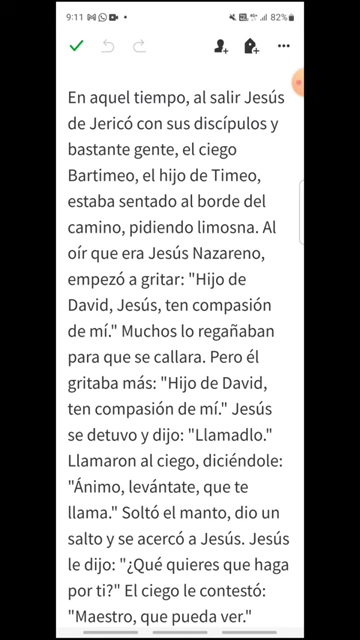 9:11
82%
En aquel tiempo, al salir Jesús
de Jericó con sus discípulos y
bastante gente, el ciego
Bartimeo, el hijo de Timeo,
estaba sentado al borde del
camino, pidiendo limosna. Al
oír que era Jesús Nazareno,
empezó a gritar: "Hijo de
David, Jesús, ten compasión
de mí." Muchos lo regañaban
para que se callara. Pero él
gritaba más: "Hijo de David,
ten compasión de mí." Jesús
se detuvo y dijo: "Llamadlo."
Llamaron al ciego, diciéndole:
"Ánimo, levántate, que te
llama." Soltó el manto, dio un
salto y se acercó a Jesús. Jesús
le dijo: "¿Qué quieres que haga
por ti?" El ciego le contestó:
"Maestro, que pueda ver."